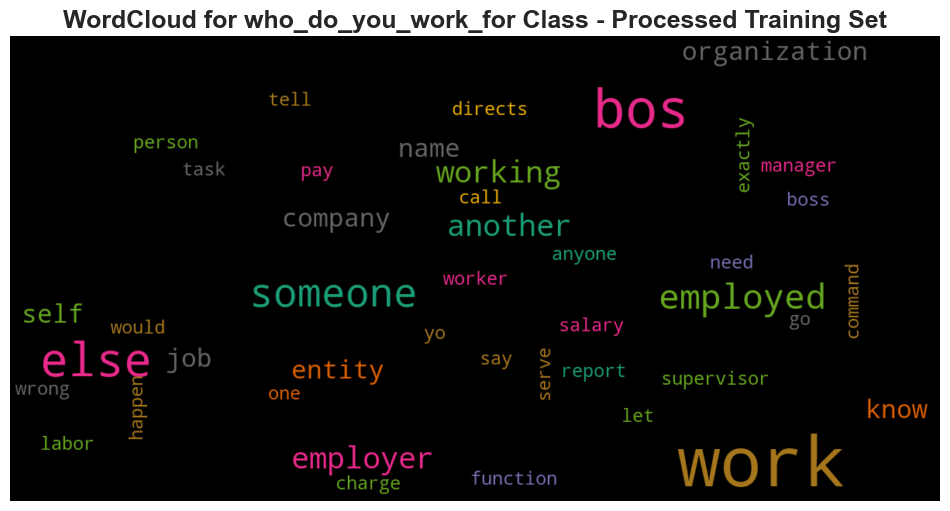 WordCloud for who_do_you_work_for Class - Processed Training Set
organization
tell
directs
bos
person
exactly
name
task
pay
working
manager
call
boss
company
another
anyone
need
worker
someone
employed
command
self
would
salary
go
yo
else
job
say
serve
entity
report
supervisor
wrong
happen
one
let
know
labor
employer
work
charge
function